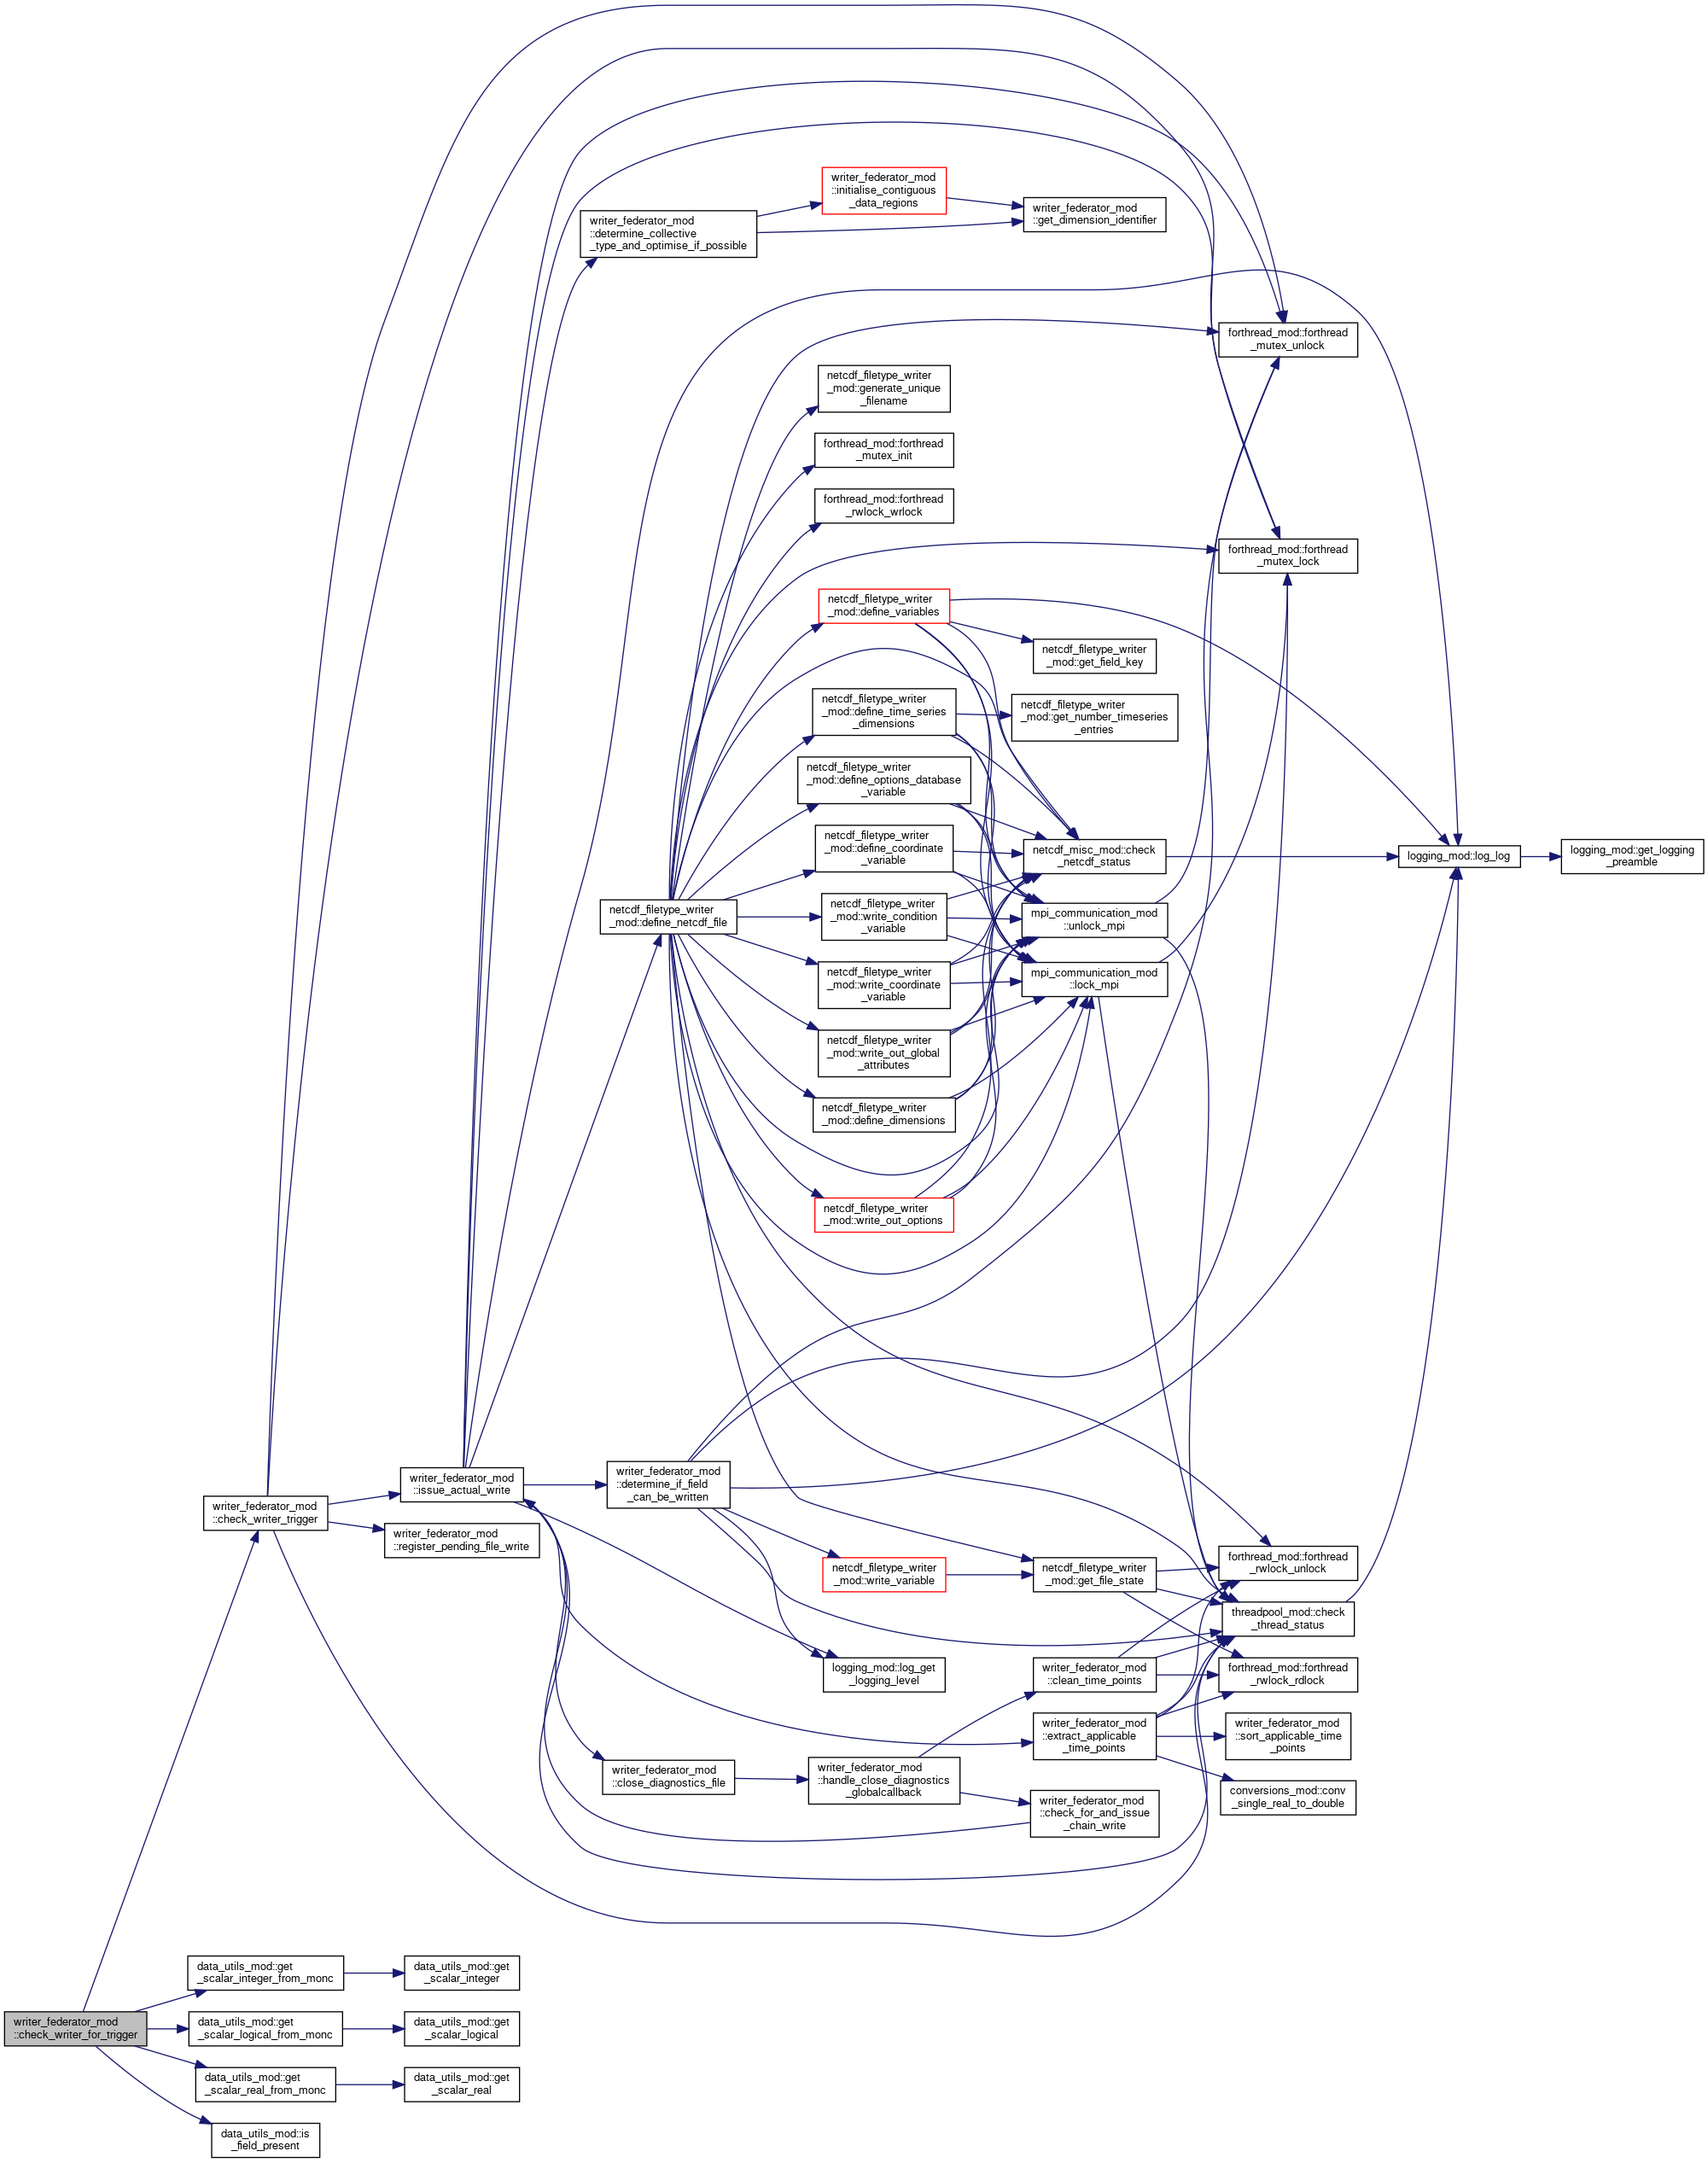 writer_federator_mod
::initialise_contiguous
_data_regions
writer_federator_mod
::get_dimension_identifier
writer_federator_mod
::determine_collective
_type_and_optimise_if_possible
forthread_mod::forthread
_mutex_unlock
netcdf_filetype_writer
_mod::generate_unique
_filename
forthread_mod::forthread
_mutex_init
forthread_mod::forthread
_rwlock_wrlock
forthread_mod::forthread
_mutex_lock
netcdf_filetype_writer
_mod::define_variables
netcdf_filetype_writer
_mod::get_field_key
netcdf_filetype_writer
_mod::define_time_series
_dimensions
netcdf_filetype_writer
_mod::get_number_timeseries
_entries
netcdf_filetype_writer
_mod::define_options_database
_variable
netcdf_filetype_writer
_mod::define_coordinate
_variable
netcdf_misc_mod::check
_netcdf_status
logging_mod::log_log
logging_mod::get_logging
_preamble
netcdf_filetype_writer
_mod::define_netcdf_file
netcdf_filetype_writer
_mod::write_condition
_variable
mpi_communication_mod
::unlock_mpi
netcdf_filetype_writer
_mod::write_coordinate
_variable
mpi_communication_mod
::lock_mpi
netcdf_filetype_writer
_mod::write_out_global
_attributes
netcdf_filetype_writer
_mod::define_dimensions
netcdf_filetype_writer
_mod::write_out_options
writer_federator_mod
::check_writer_trigger
writer_federator_mod
::issue_actual_write
writer_federator_mod
::register_pending_file_write
writer_federator_mod
::determine_if_field
_can_be_written
netcdf_filetype_writer
_mod::write_variable
netcdf_filetype_writer
_mod::get_file_state
forthread_mod::forthread
_rwlock_unlock
threadpool_mod::check
_thread_status
logging_mod::log_get
_logging_level
writer_federator_mod
::clean_time_points
forthread_mod::forthread
_rwlock_rdlock
writer_federator_mod
::extract_applicable
_time_points
writer_federator_mod
::sort_applicable_time
_points
writer_federator_mod
::close_diagnostics_file
writer_federator_mod
::handle_close_diagnostics
_globalcallback
writer_federator_mod
::check_for_and_issue
_chain_write
conversions_mod::conv
_single_real_to_double
writer_federator_mod
::check_writer_for_trigger
data_utils_mod::get
_scalar_integer_from_monc
data_utils_mod::get
_scalar_integer
data_utils_mod::get
_scalar_logical_from_monc
data_utils_mod::get
_scalar_logical
data_utils_mod::get
_scalar_real_from_monc
data_utils_mod::get
_scalar_real
data_utils_mod::is
_field_present